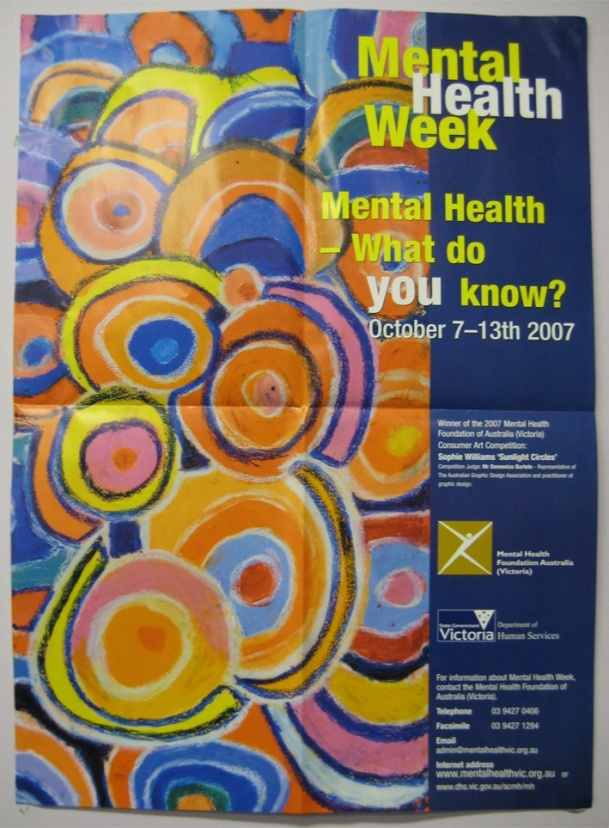 Mental
Health
Week
Mental Health
– What do
you know?
October 7–13th 2007
Winner of the 2007 Mental Health
Foundation of Australia (Victoria)
Consumer Art Competition:
Sophie Williams 'Sunlight Circles'
Competition Judge: Mr Domenico Bartolo - Representative of
The Australian Graphic Design Association and practitioner of
graphic design.
Mental Health
Foundation Australia
(Victoria)
State Government
Victoria
Department of
Human Services
For information about Mental Health Week,
contact the Mental Health Foundation of
Australia (Victoria).
Telephone 03 9427 0406
Facsimile 03 9427 1294
Email
admin@mentalhealthvic.org.au
Internet address
www.mentalhealthvic.org.au or
www.dhs.vic.gov.au/acmh/mh